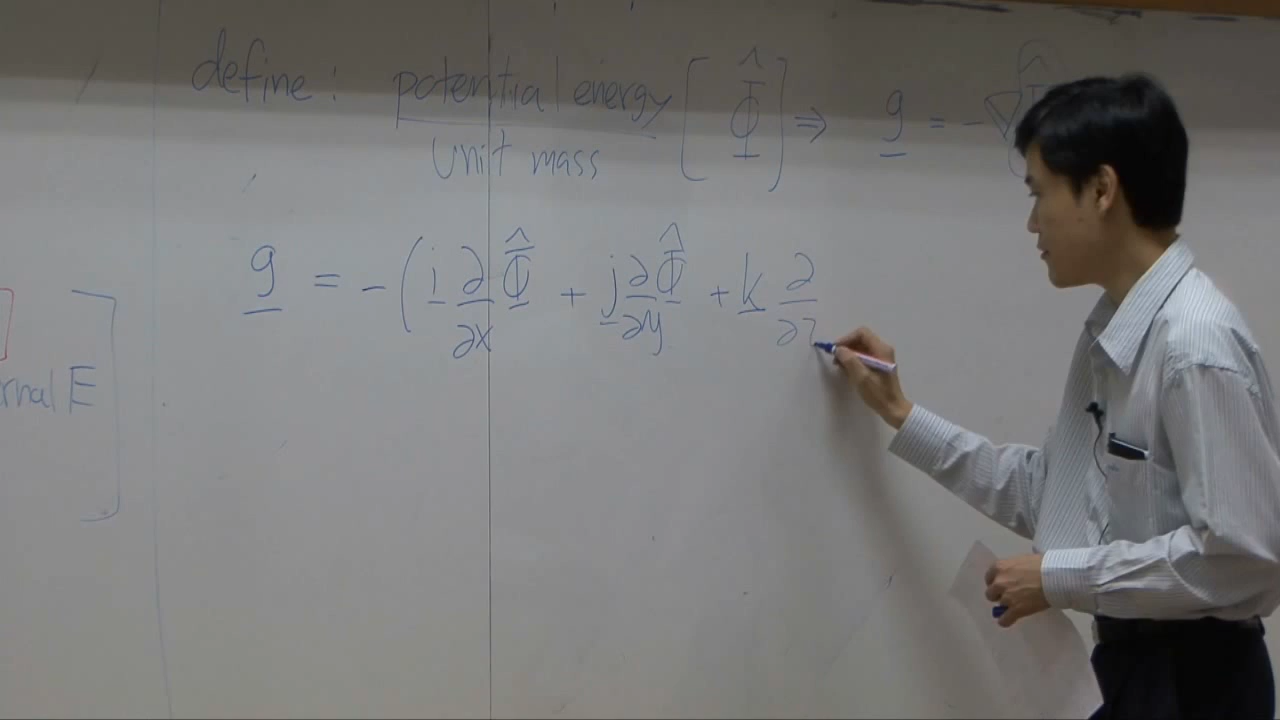 define: potential energy / unit mass [ Φ̂ ] ⇒ g = -∇Φ̂
g = - ( i ∂/∂x Φ̂ + j ∂/∂y Φ̂ + k ∂/∂z
rnal E ]